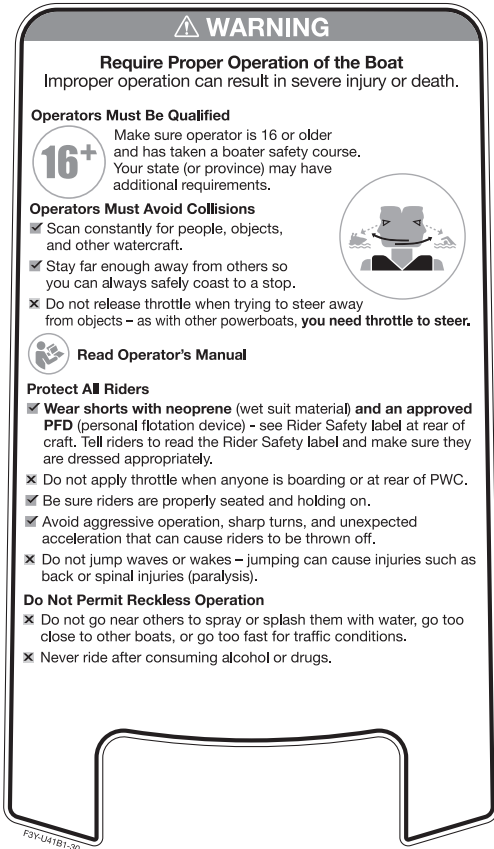 WARNING
Require Proper Operation of the Boat
Improper operation can result in severe injury or death.
Operators Must Be Qualified
16+
Make sure operator is 16 or older
and has taken a boater safety course.
Your state (or province) may have
additional requirements.
Operators Must Avoid Collisions
Scan constantly for people, objects,
and other watercraft.
Stay far enough away from others so
you can always safely coast to a stop.
Do not release throttle when trying to steer away
from objects – as with other powerboats, you need throttle to steer.
Read Operator's Manual
Protect All Riders
Wear shorts with neoprene (wet suit material) and an approved
PFD (personal flotation device) - see Rider Safety label at rear of
craft. Tell riders to read the Rider Safety label and make sure they
are dressed appropriately.
Do not apply throttle when anyone is boarding or at rear of PWC.
Be sure riders are properly seated and holding on.
Avoid aggressive operation, sharp turns, and unexpected
acceleration that can cause riders to be thrown off.
Do not jump waves or wakes – jumping can cause injuries such as
back or spinal injuries (paralysis).
Do Not Permit Reckless Operation
Do not go near others to spray or splash them with water, go too
close to other boats, or go too fast for traffic conditions.
Never ride after consuming alcohol or drugs.
F3Y-U41B1-30